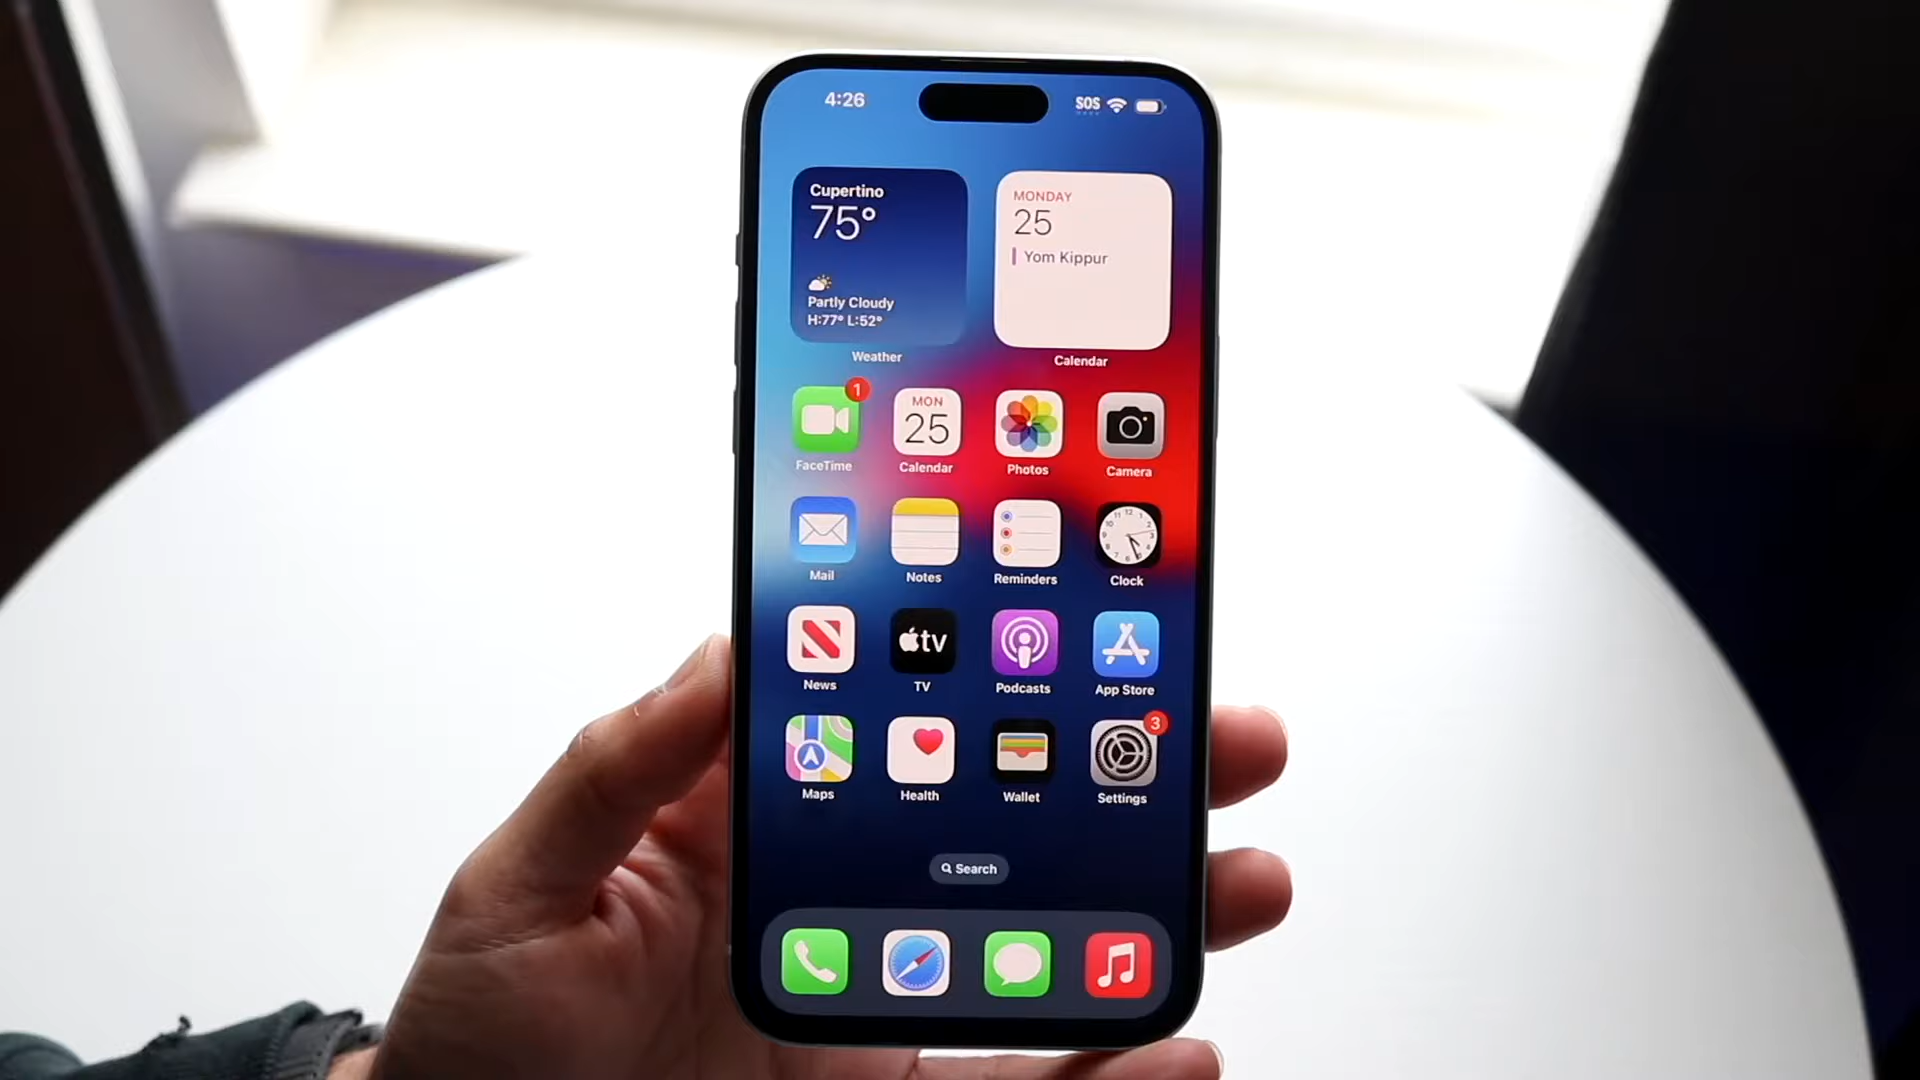 4:26
SOS
Cupertino
75°
Partly Cloudy
H:77° L:52°
Weather
MONDAY
25
Yom Kippur
Calendar
1
MON
25
FaceTime
Calendar
Photos
Camera
Mail
Notes
Reminders
Clock
tv
News
TV
Podcasts
App Store
3
Maps
Health
Wallet
Settings
Search